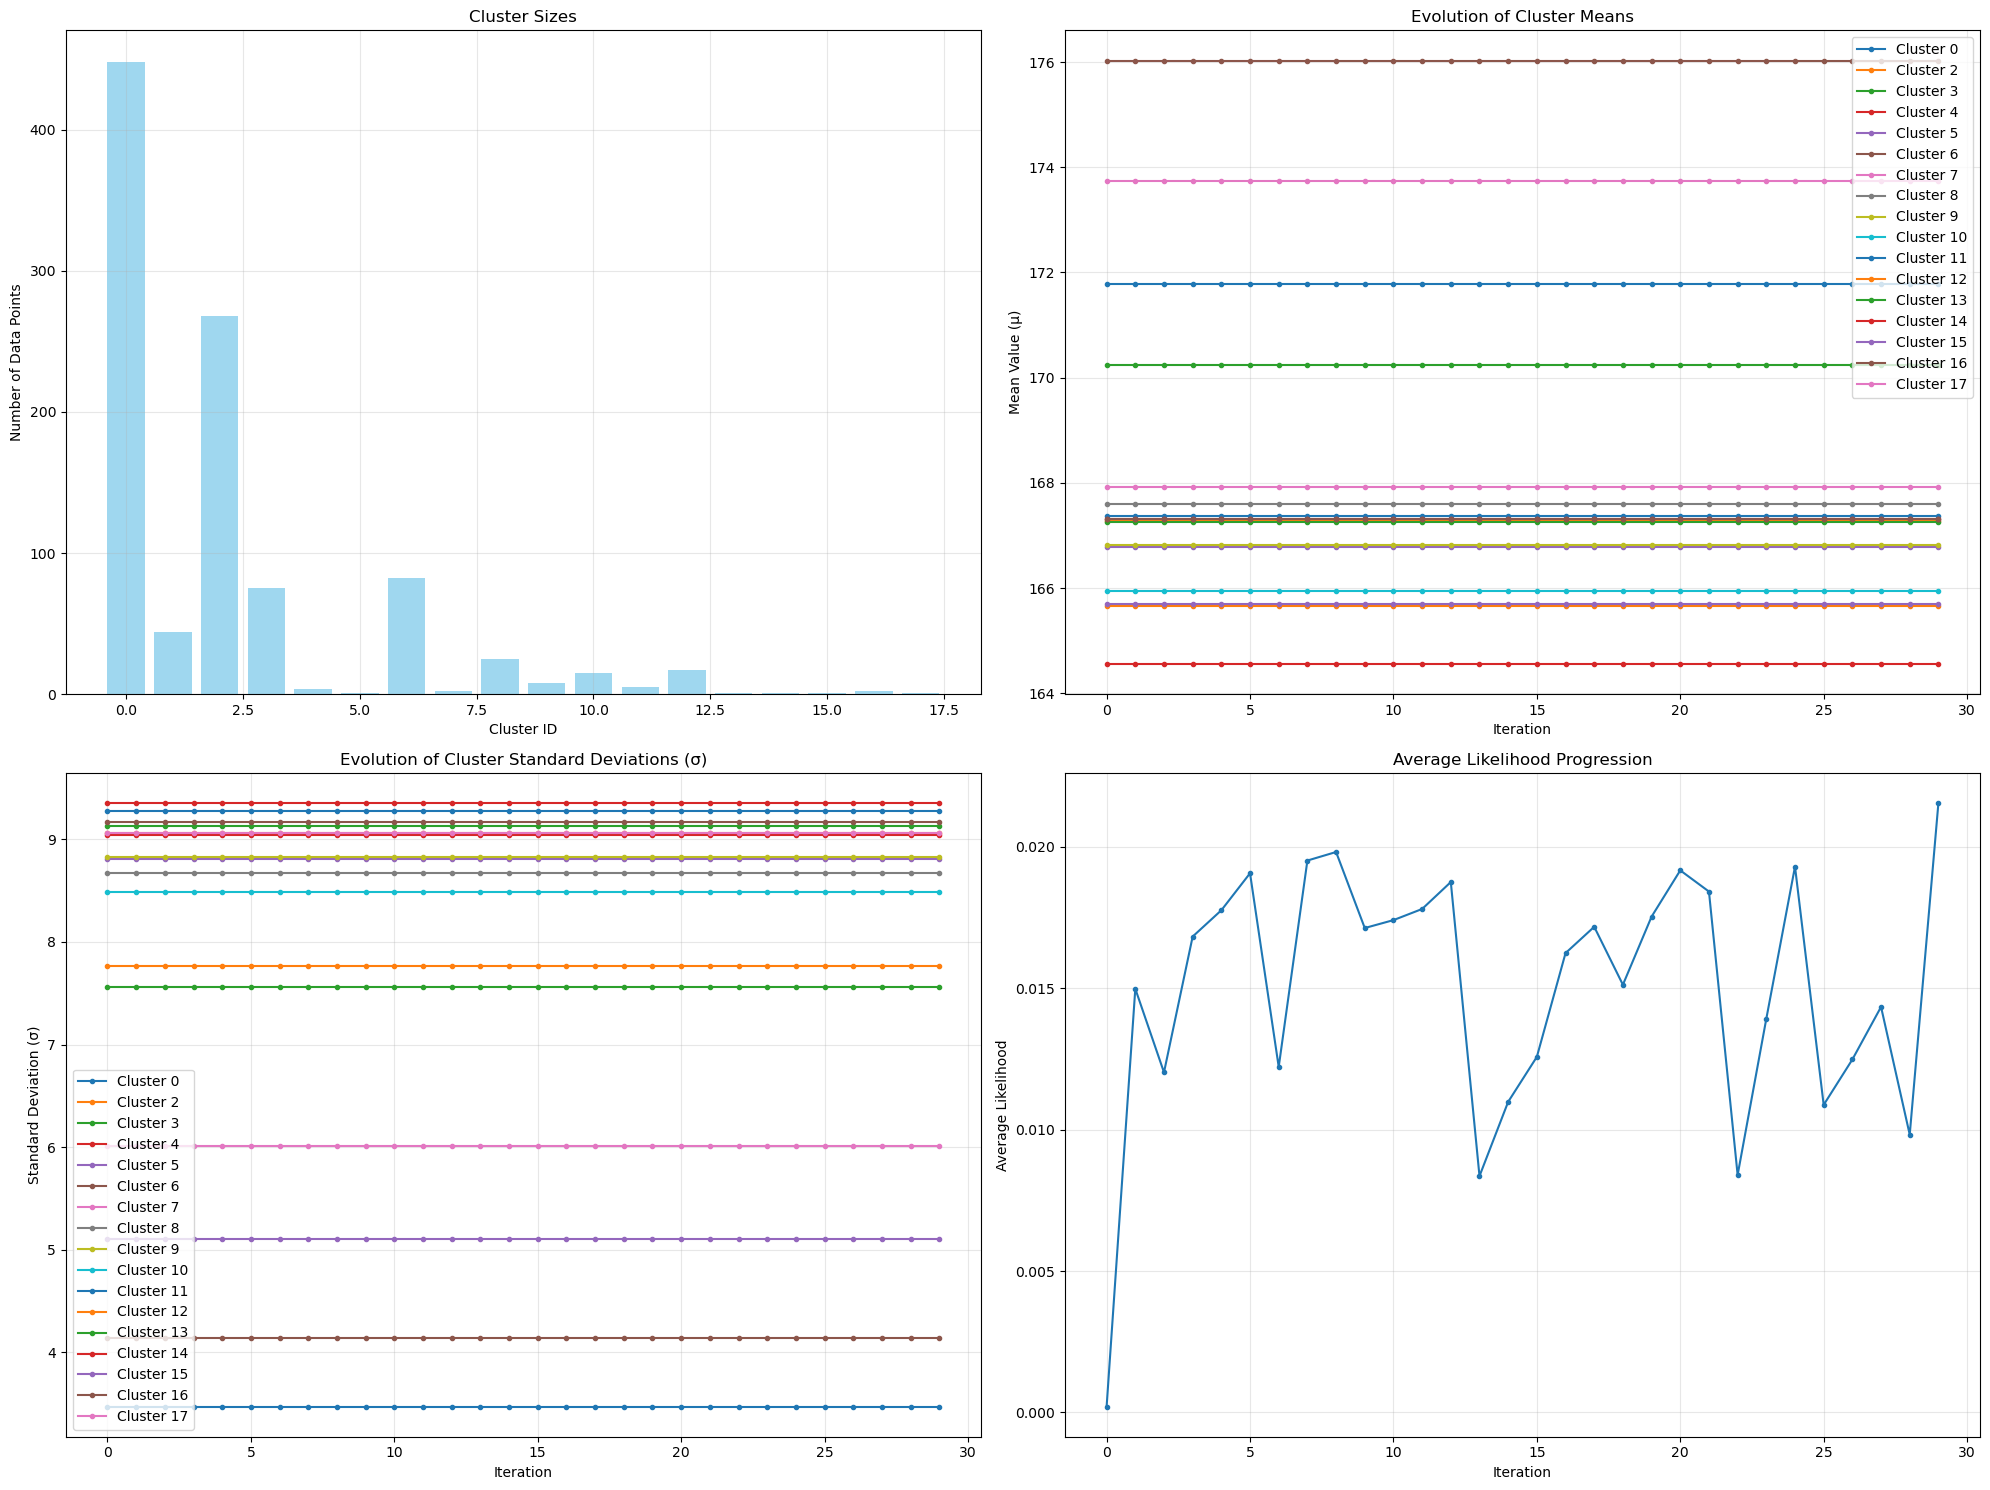 Cluster Sizes
Number of Data Points
400
300
200
100
0
0.0 2.5 5.0 7.5 10.0 12.5 15.0 17.5
Cluster ID
Evolution of Cluster Means
Mean Value (μ)
176
174
172
170
168
166
164
Cluster 0
Cluster 2
Cluster 3
Cluster 4
Cluster 5
Cluster 6
Cluster 7
Cluster 8
Cluster 9
Cluster 10
Cluster 11
Cluster 12
Cluster 13
Cluster 14
Cluster 15
Cluster 16
Cluster 17
0 5 10 15 20 25 30
Iteration
Evolution of Cluster Standard Deviations (σ)
Standard Deviation (σ)
9
8
7
6
5
4
Cluster 0
Cluster 2
Cluster 3
Cluster 4
Cluster 5
Cluster 6
Cluster 7
Cluster 8
Cluster 9
Cluster 10
Cluster 11
Cluster 12
Cluster 13
Cluster 14
Cluster 15
Cluster 16
Cluster 17
0 5 10 15 20 25 30
Iteration
Average Likelihood Progression
Average Likelihood
0.020
0.015
0.010
0.005
0.000
0 5 10 15 20 25 30
Iteration